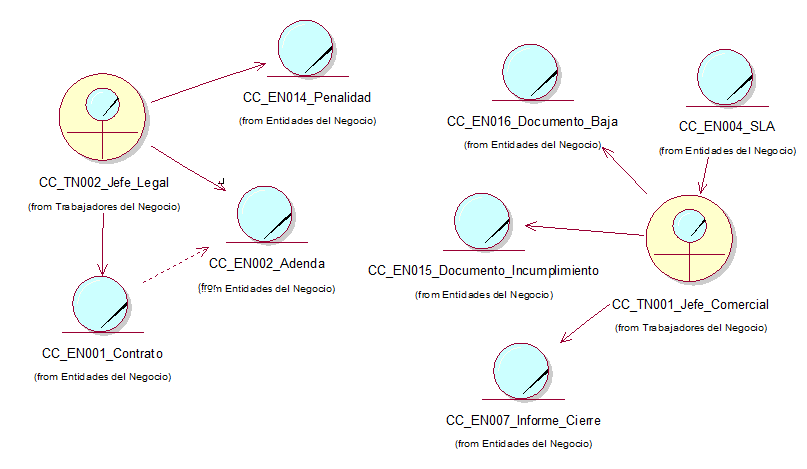 CC_EN014_Penalidad
(from Entidades del Negocio)
CC_EN016_Documento_Baja
(from Entidades del Negocio)
CC_EN004_SLA
(from Entidades del Negocio)
CC_TN002_Jefe_Legal
(from Trabajadores del Negocio)
CC_EN002_Adenda
(from Entidades del Negocio)
CC_EN015_Documento_Incumplimiento
(from Entidades del Negocio)
CC_TN001_Jefe_Comercial
(from Trabajadores del Negocio)
CC_EN001_Contrato
(from Entidades del Negocio)
CC_EN007_Informe_Cierre
(from Entidades del Negocio)